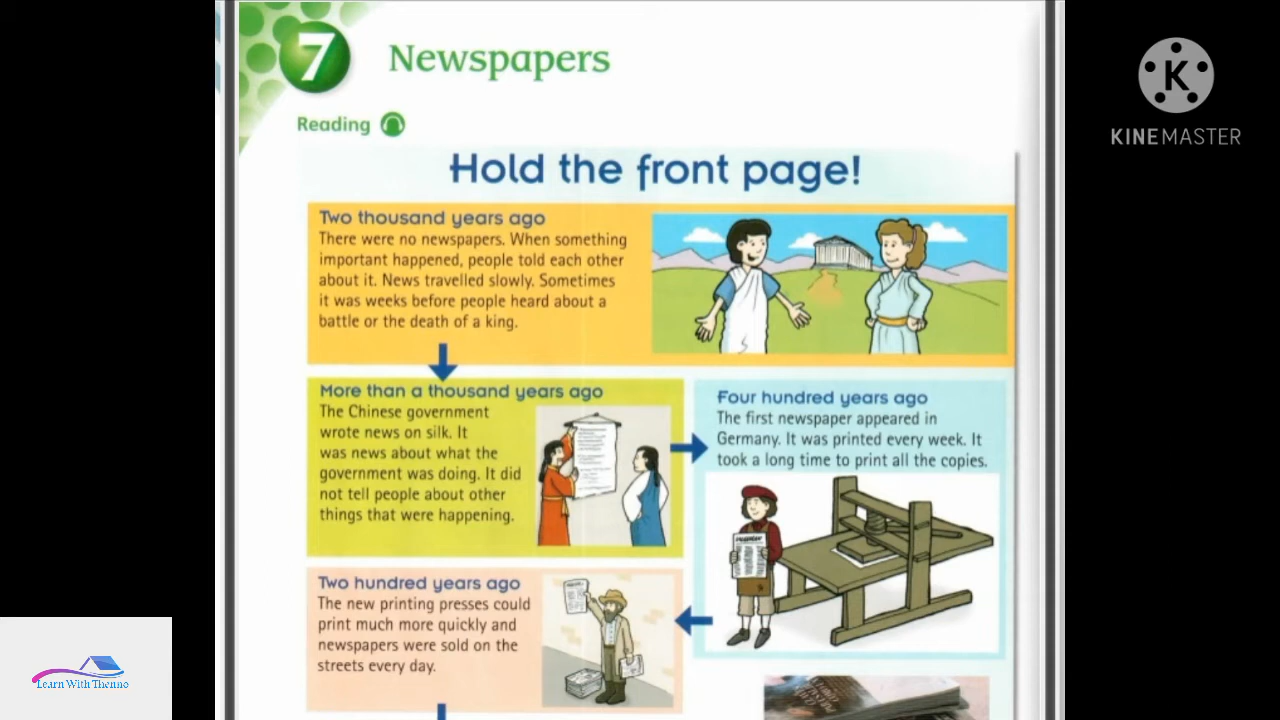 7 Newspapers
Reading
Hold the front page!
Two thousand years ago
There were no newspapers. When something
important happened, people told each other
about it. News travelled slowly. Sometimes
it was weeks before people heard about a
battle or the death of a king.
More than a thousand years ago
The Chinese government
wrote news on silk. It
was news about what the
government was doing. It did
not tell people about other
things that were happening.
Four hundred years ago
The first newspaper appeared in
Germany. It was printed every week. It
took a long time to print all the copies.
Two hundred years ago
The new printing presses could
print much more quickly and
newspapers were sold on the
streets every day.
K
KINEMASTER
Learn With Thenno